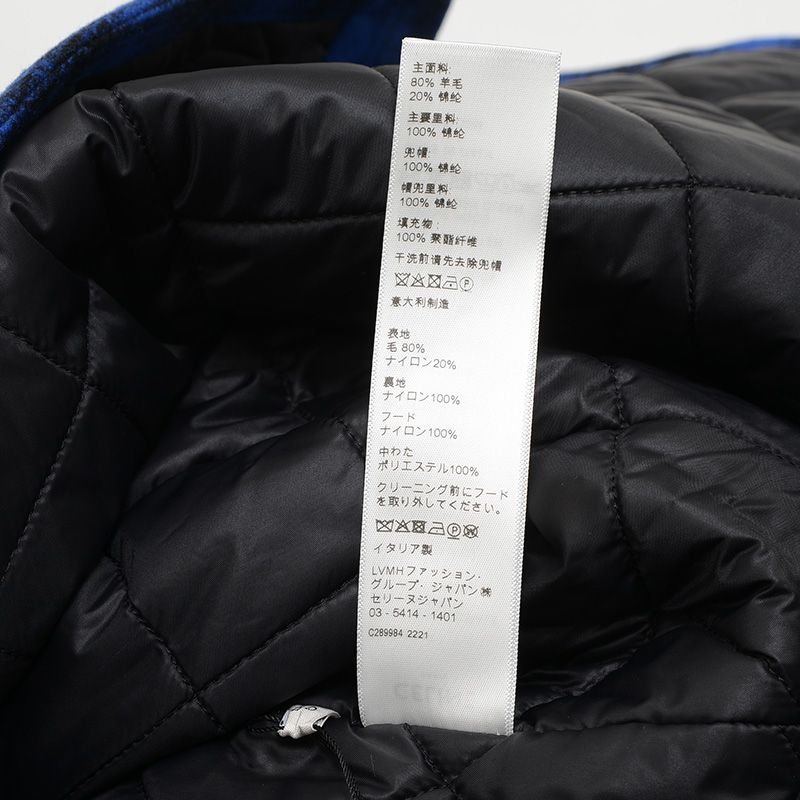 主面料:
80% 羊毛
20% 锦纶
主要里料:
100% 锦纶
兜帽:
100% 锦纶
帽兜里料:
100% 锦纶
填充物:
100% 聚酯纤维
干洗前请先去除兜帽
意大利制造
表地
毛 80%
ナイロン20%
裏地
ナイロン100%
フード
ナイロン100%
中わた
ポリエステル100%
クリーニング前にフード
を取り外してください。
イタリア製
LVMHファッション・
グループ・ジャパン㈱
セリーヌジャパン
03 - 5414 - 1401
C289984 2221